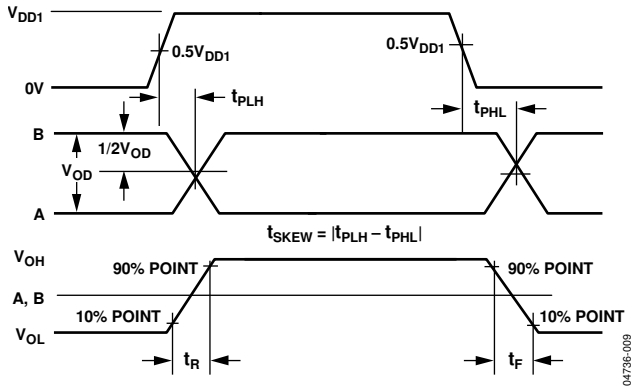 VDD1
0.5VDD1
0.5VDD1
0V
tPLH
tPHL
B
1/2VOD
VOD
A
tSKEW = |tPLH – tPHL|
VOH
90% POINT
90% POINT
A, B
10% POINT
10% POINT
VOL
tR
tF
04736-009